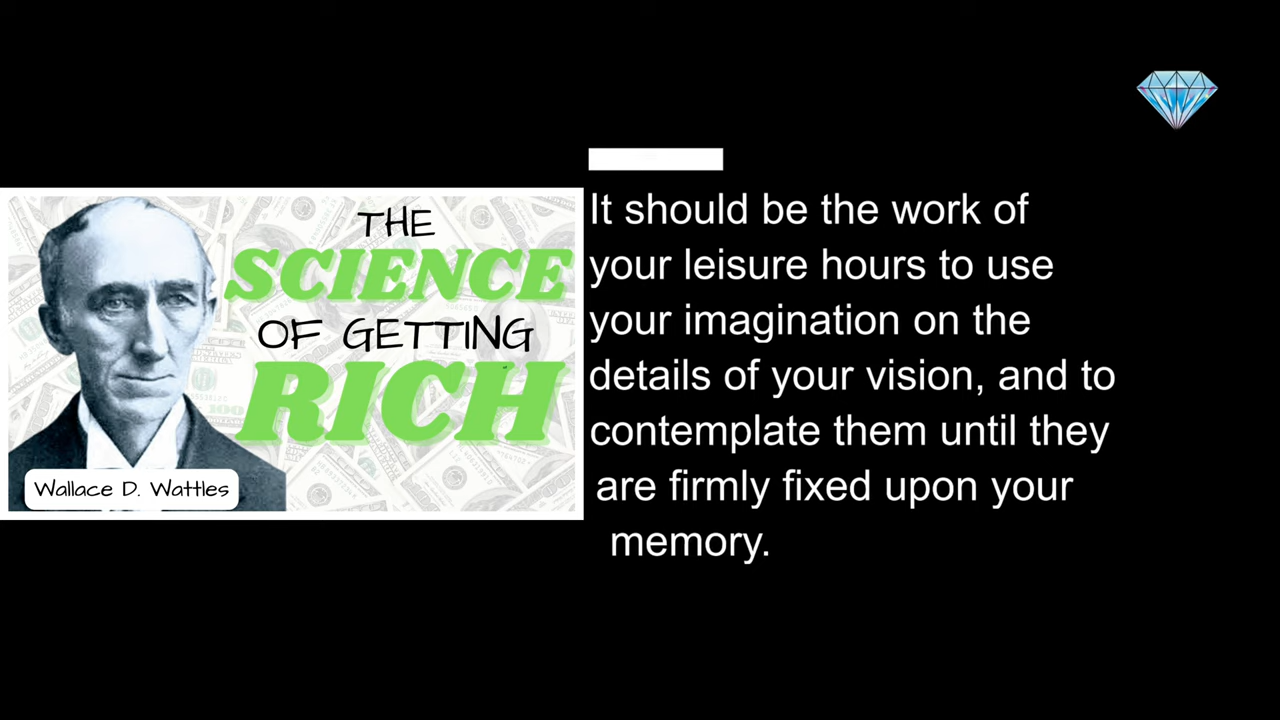 THE
SCIENCE
OF GETTING
RICH
Wallace D. Wattles
It should be the work of
your leisure hours to use
your imagination on the
details of your vision, and to
contemplate them until they
are firmly fixed upon your
memory.